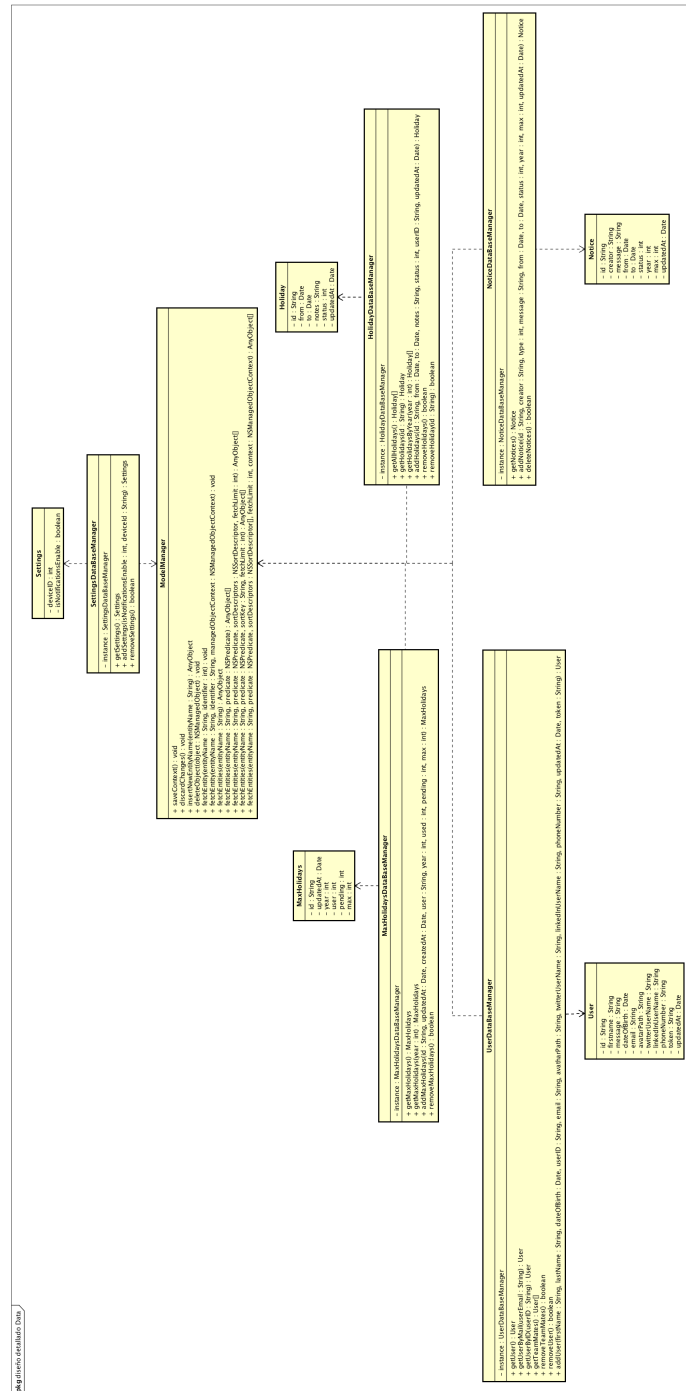 pkg diseño detallado Data
Settings
- deviceID : int
- isNotificationsEnable : boolean
SettingsDataBaseManager
- instance : SettingsDataBaseManager
+ getSettings() : Settings
+ addSettings(isNotificationsEnable : int, deviceId : String) : Settings
+ removeSettings() : boolean
ModelManager
+ saveContext() : void
+ discardChanges() : void
+ insertNewEntityName(entityName : String) : AnyObject
+ deleteObject(object : NSManagedObject) : void
+ fetchEntity(entityName : String, identifier : int) : void
+ fetchEntity(entityName : String, identifier : String, managedObjectContext : NSManagedObjectContext) : void
+ fetchEntities(entityName : String) : AnyObject
+ fetchEntities(entityName : String, predicate : NSPredicate) : AnyObject[]
+ fetchEntities(entityName : String, predicate : NSPredicate, sortDescriptors : NSSortDescriptor, fetchLimit : int) : AnyObject[]
+ fetchEntities(entityName : String, predicate : NSPredicate, sortKey : String, fetchLimit : int) : AnyObject[]
+ fetchEntities(entityName : String, predicate : NSPredicate, sortDescriptors : NSSortDescriptor[], fetchLimit : int, context : NSManagedObjectContext) : AnyObject[]
MaxHolidays
- id : String
- updatedAt : Date
- year : int
- user : int
- pending : int
- max : int
Holiday
- id : String
- from : Date
- to : Date
- notes : String
- status : int
- updatedAt : Date
MaxHolidaysDataBaseManager
- instance : MaxHolidaysDataBaseManager
+ getMaxHolidays() : MaxHolidays
+ getMaxHolidays(year : int) : MaxHolidays
+ addMaxHolidays(id : String, updatedAt : Date, createdAt : Date, user : String, year : int, used : int, pending : int, max : int) : MaxHolidays
+ removeMaxHolidays() : boolean
HolidayDataBaseManager
- instance : HolidayDataBaseManager
+ getAllHolidays() : Holiday[]
+ getHolidays(id : String) : Holiday
+ getHolidaysByYear(year : int) : Holiday[]
+ addHolidays(id : String, from : Date, to : Date, notes : String, status : int, userID : String, updatedAt : Date) : Holiday
+ removeHolidays() : boolean
+ removeHoliday(id : String) : boolean
UserDataBaseManager
- instance : UserDataBaseManager
+ getUser() : User
+ getUserByMail(userEmail : String) : User
+ getUserByID(userID : String) : User
+ getTeamMates() : User[]
+ removeTeamMates() : boolean
+ removeUser() : boolean
+ addUser(firstName : String, lastName : String, dateOfBirth : Date, userID : String, email : String, avatharPath : String, twitterUserName : String, linkedInUserName : String, phoneNumber : String, updatedAt : Date, token : String) : User
NoticeDataBaseManager
- instance : NoticeDataBaseManager
+ getNotices() : Notice
+ addNotice(id : String, creator : String, type : int, message : String, from : Date, to : Date, status : int, year : int, max : int, updatedAt : Date) : Notice
+ deleteNotices() : boolean
User
- id : String
- firstname : String
- message : String
- dateOfBirth : Date
- email : String
- avatarPath : String
- twitterUserName : String
- linkedInUserName : String
- phoneNumber : String
- token : String
- updatedAt : Date
Notice
- id : String
- creator : String
- message : String
- from : Date
- to : Date
- status : int
- year : int
- max : int
- updatedAt : Date